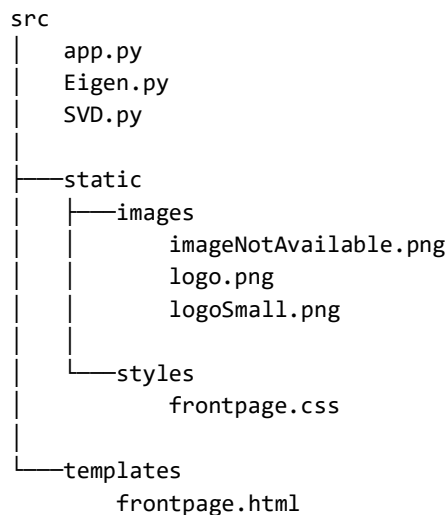 src
app.py
Eigen.py
SVD.py
static
images
imageNotAvailable.png
logo.png
logoSmall.png
styles
frontpage.css
templates
frontpage.html